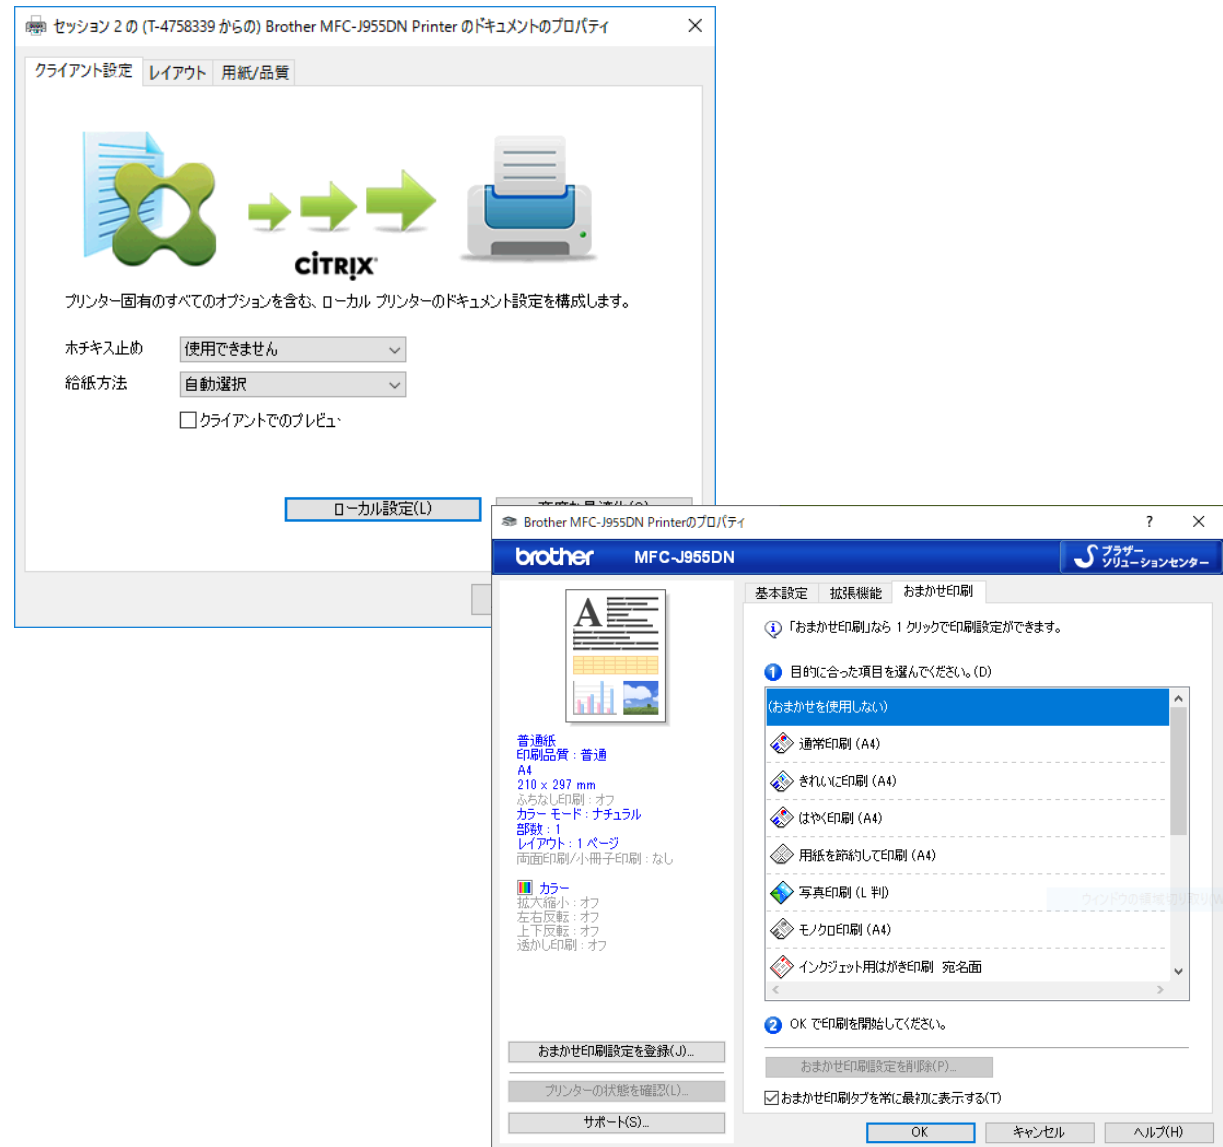 セッション 2 の (T-4758339 からの) Brother MFC-J955DN Printer のドキュメントのプロパティ
クライアント設定 レイアウト 用紙/品質
CITRIX
プリンター固有のすべてのオプションを含む、ローカル プリンターのドキュメント設定を構成します。
ホチキス止め 使用できません
給紙方法 自動選択
クライアントでのプレビュ
ローカル設定(L)
Brother MFC-J955DN Printerのプロパティ
brother MFC-J955DN
ブラザー
ソリューションセンター
A
普通紙
印刷品質 : 普通
A4
210 x 297 mm
ふちなし印刷 : オフ
カラー モード : ナチュラル
部数 : 1
レイアウト : 1 ページ
両面印刷/小冊子印刷 : なし
カラー
拡大縮小 : オフ
左右反転 : オフ
上下反転 : オフ
透かし印刷 : オフ
おまかせ印刷設定を登録(J)...
プリンターの状態を確認(L)...
サポート(S)...
基本設定 拡張機能 おまかせ印刷
「おまかせ印刷」なら 1 クリックで印刷設定ができます。
1 目的に合った項目を選んでください。(D)
(おまかせを使用しない)
通常印刷 (A4)
きれいに印刷 (A4)
はやく印刷 (A4)
用紙を節約して印刷 (A4)
写真印刷 (L 判)
モノクロ印刷 (A4)
インクジェット用はがき印刷 宛名面
ウィンドウの領域切り取り
2 OK で印刷を開始してください。
おまかせ印刷設定を削除(P)...
おまかせ印刷タブを常に最初に表示する(T)
OK キャンセル ヘルプ(H)